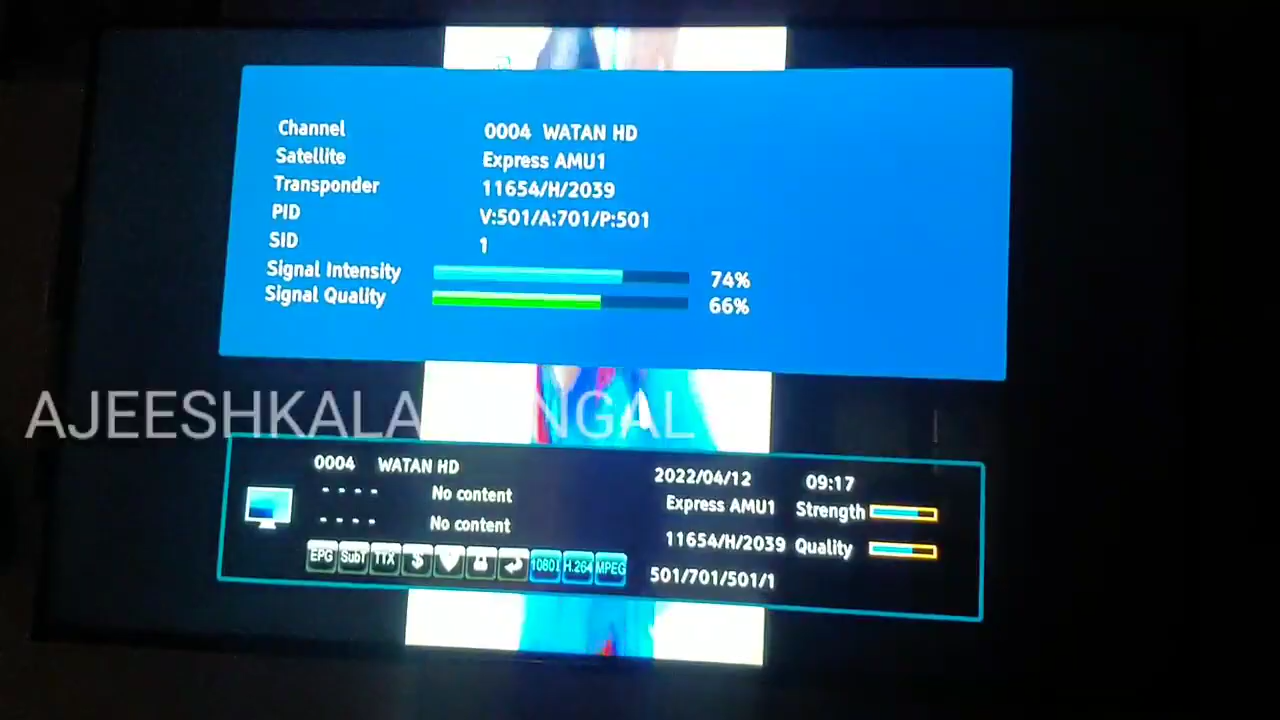 Channel 0004 WATAN HD
Satellite Express AMU1
Transponder 11654/H/2039
PID V:501/A:701/P:501
SID 1
Signal Intensity 74%
Signal Quality 66%
0004 WATAN HD 2022/04/12 09:17
- - - - No content Express AMU1 Strength
- - - - No content 11654/H/2039 Quality
EPG SubT TTX $ 1080I H.264 MPEG 501/701/501/1